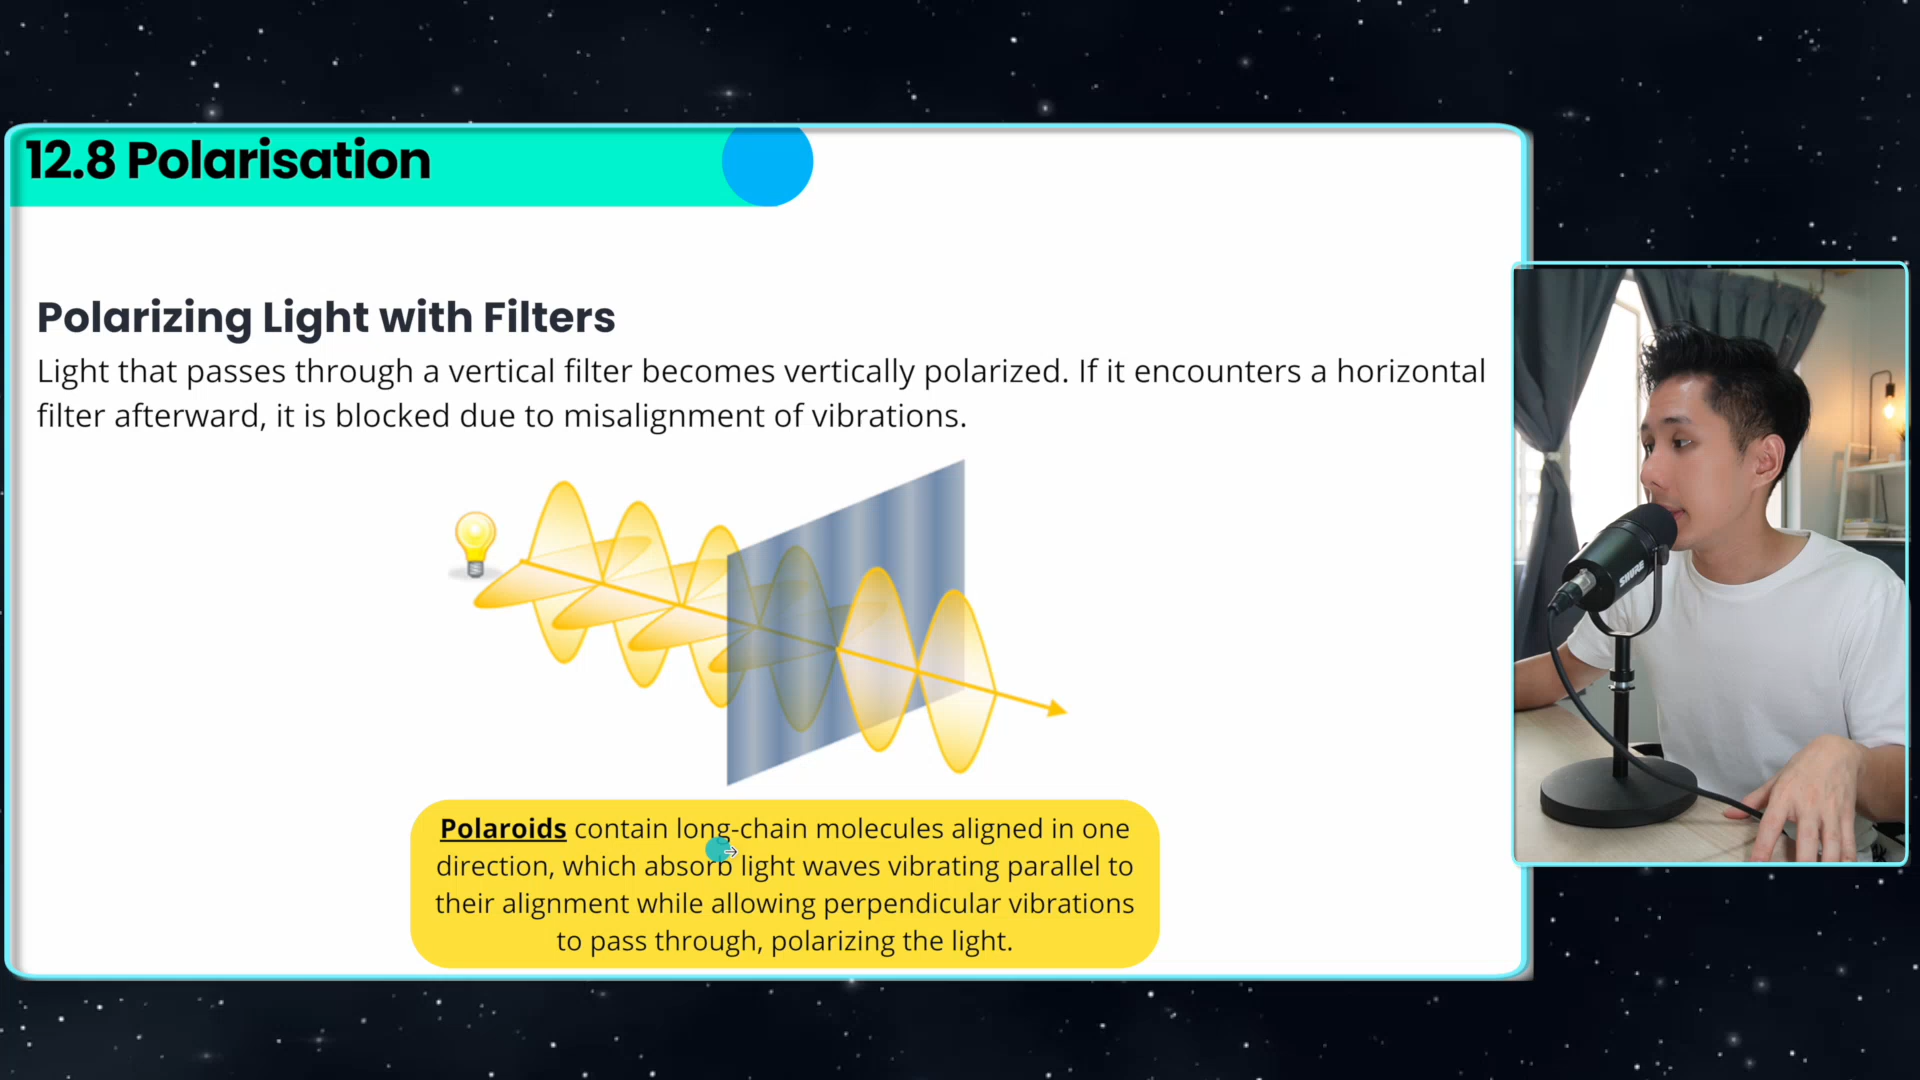 12.8 Polarisation
Polarizing Light with Filters
Light that passes through a vertical filter becomes vertically polarized. If it encounters a horizontal
filter afterward, it is blocked due to misalignment of vibrations.
SHURE
Polaroids contain long-chain molecules aligned in one
direction, which absorb light waves vibrating parallel to
their alignment while allowing perpendicular vibrations
to pass through, polarizing the light.